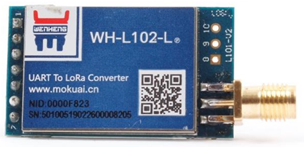 WENHENG
WH-L102-L®
UART To LoRa Converter
www.mokuai.cn
NID:0000F823
SN:50100519022600008205
L101-V2